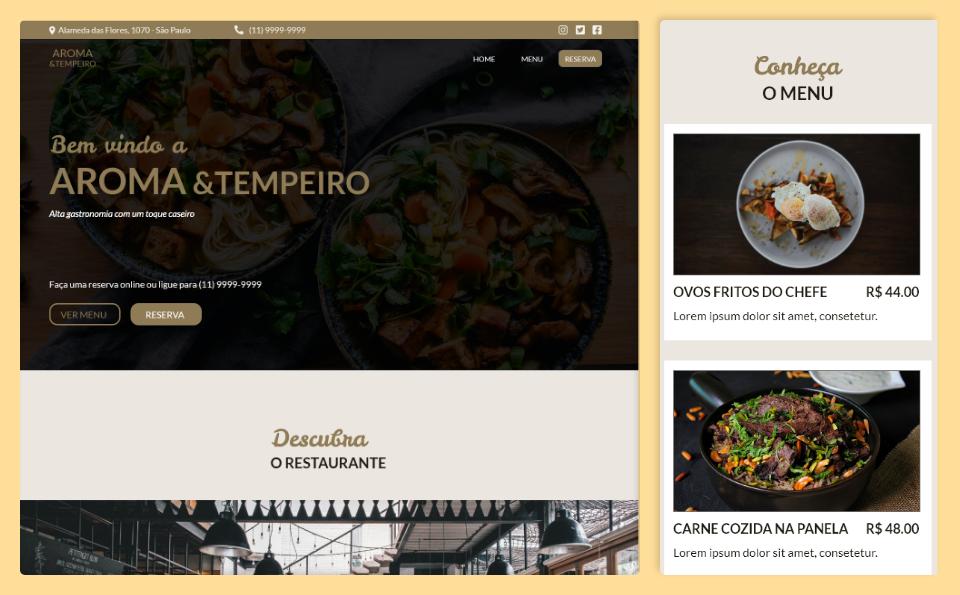 Alameda das Flores, 1070 - São Paulo
(11) 9999-9999
AROMA
&TEMPEIRO
HOME
MENU
RESERVA
Bem vindo a
AROMA &TEMPEIRO
Alta gastronomia com um toque caseiro
Faça uma reserva online ou ligue para (11) 9999-9999
VER MENU
RESERVA
Descubra
O RESTAURANTE
Conheça
O MENU
OVOS FRITOS DO CHEFE
R$ 44.00
Lorem ipsum dolor sit amet, consetetur.
CARNE COZIDA NA PANELA
R$ 48.00
Lorem ipsum dolor sit amet, consetetur.